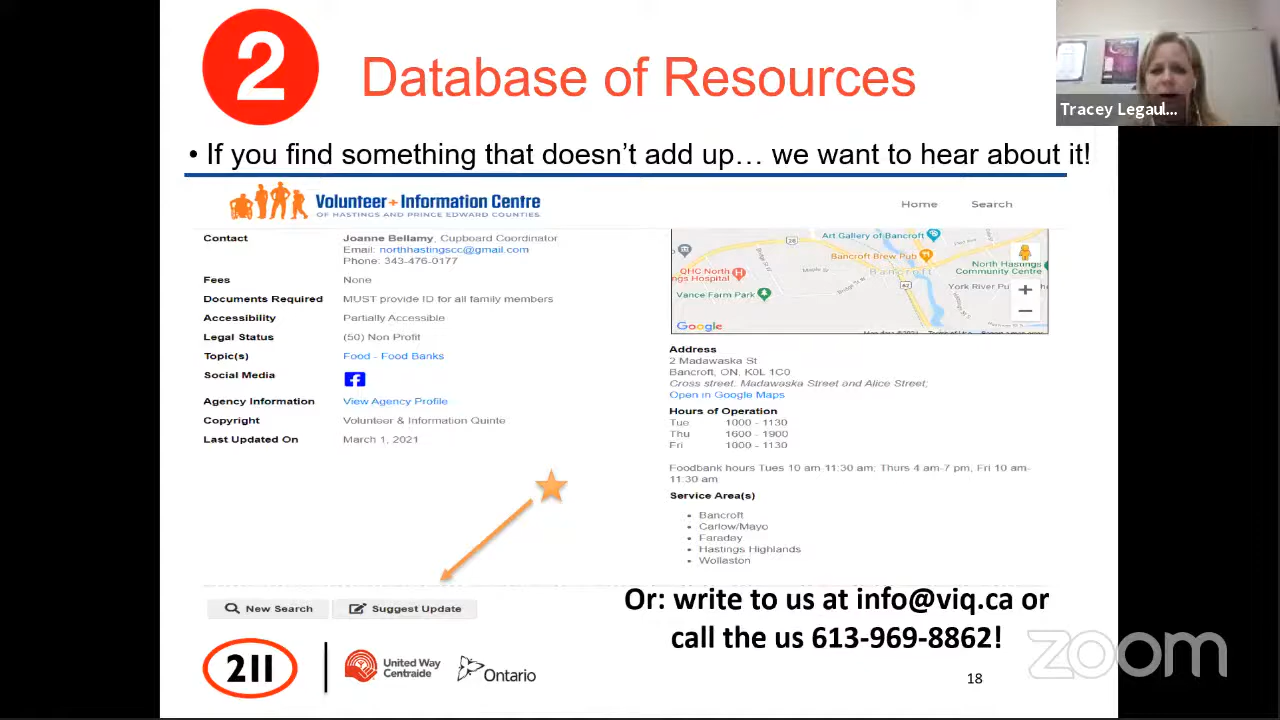 2
Database of Resources
Tracey Legaul...
• If you find something that doesn't add up… we want to hear about it!
Volunteer+Information Centre
OF HASTINGS AND PRINCE EDWARD COUNTIES
Home Search
Contact Joanne Bellamy, Cupboard Coordinator
Email: northhastingscc@gmail.com
Phone: 343-476-0177
Fees None
Documents Required MUST provide ID for all family members
Accessibility Partially Accessible
Legal Status (50) Non Profit
Topic(s) Food - Food Banks
Social Media
Agency Information View Agency Profile
Copyright Volunteer & Information Quinte
Last Updated On March 1, 2021
Art Gallery of Bancroft
28
Bancroft Brew Pub
QHC North
ngs Hospital
Bancroft
North Hastings
Community Centre
62
York River Pu
Vance Farm Park
Google
Address
2 Madawaska St
Bancroft, ON, K0L 1C0
Cross street: Madawaska Street and Alice Street;
Open in Google Maps
Hours of Operation
Tue 1000 - 1130
Thu 1600 - 1900
Fri 1000 - 1130
Foodbank hours Tues 10 am-11:30 am; Thurs 4 am-7 pm, Fri 10 am-
11:30 am
Service Area(s)
• Bancroft
• Carlow/Mayo
• Faraday
• Hastings Highlands
• Wollaston
New Search Suggest Update
Or: write to us at info@viq.ca or
call the us 613-969-8862!
211
United Way
Centraide
Ontario
18
zoom